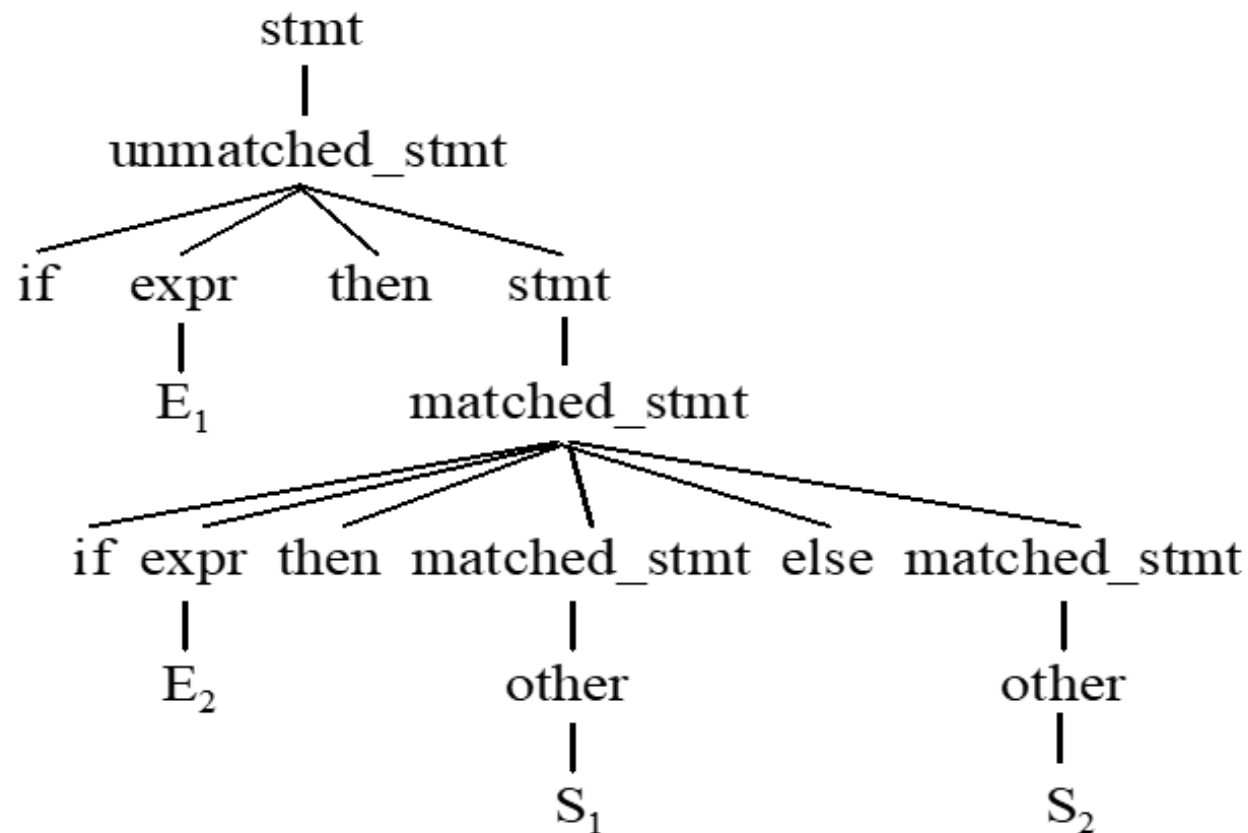 stmt
unmatched_stmt
if expr then stmt
E₁ matched_stmt
if expr then matched_stmt else matched_stmt
E₂ other other
S₁ S₂